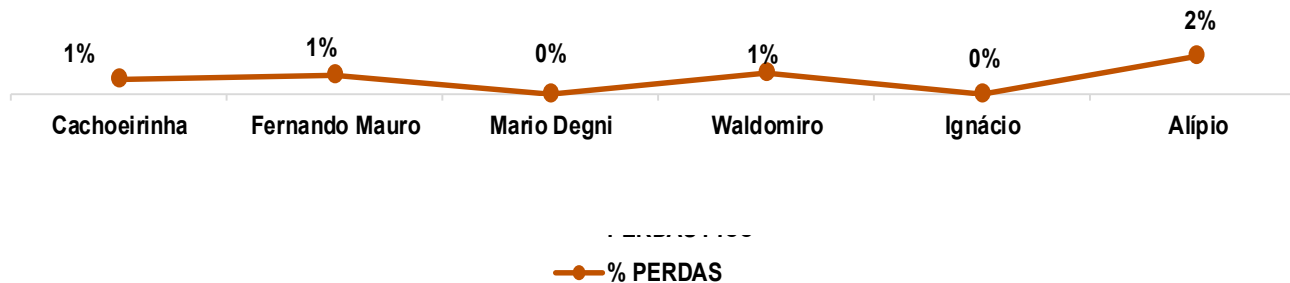 1% 1% 0% 1% 0% 2%
Cachoeirinha Fernando Mauro Mario Degni Waldomiro Ignácio Alípio
% PERDAS